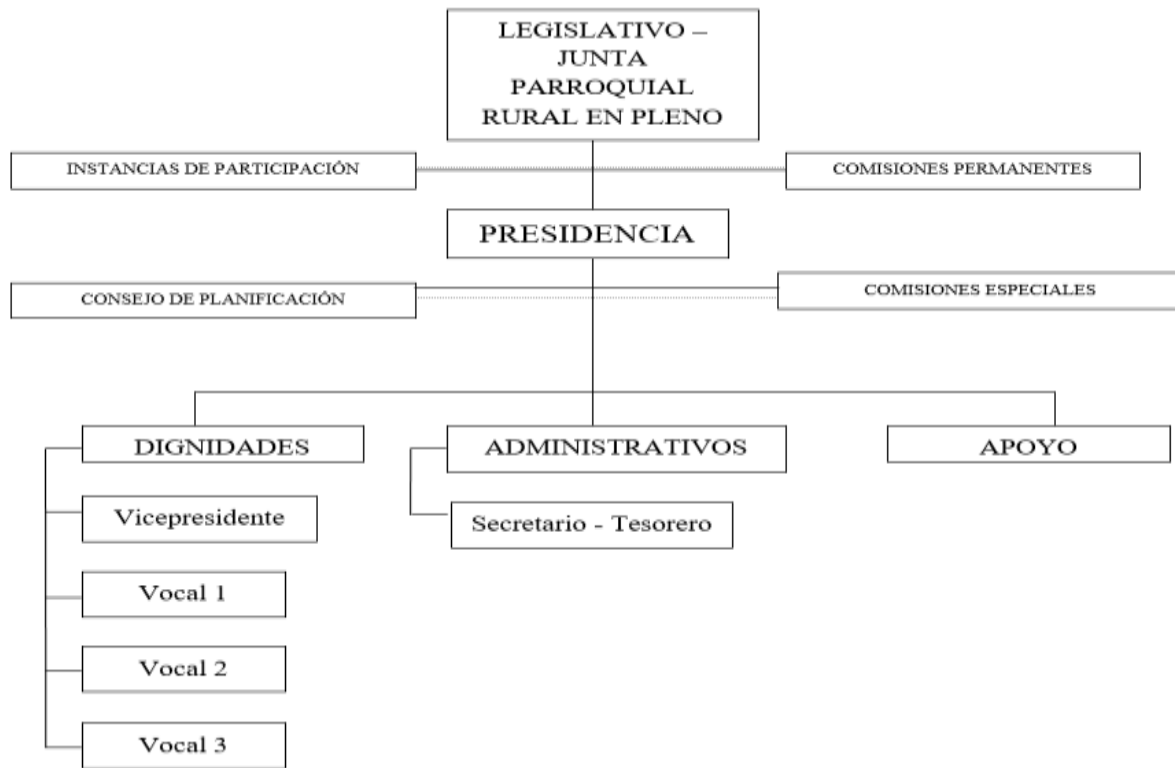 LEGISLATIVO –
JUNTA
PARROQUIAL
RURAL EN PLENO
INSTANCIAS DE PARTICIPACIÓN
COMISIONES PERMANENTES
PRESIDENCIA
CONSEJO DE PLANIFICACIÓN
COMISIONES ESPECIALES
DIGNIDADES
ADMINISTRATIVOS
APOYO
Vicepresidente
Secretario - Tesorero
Vocal 1
Vocal 2
Vocal 3